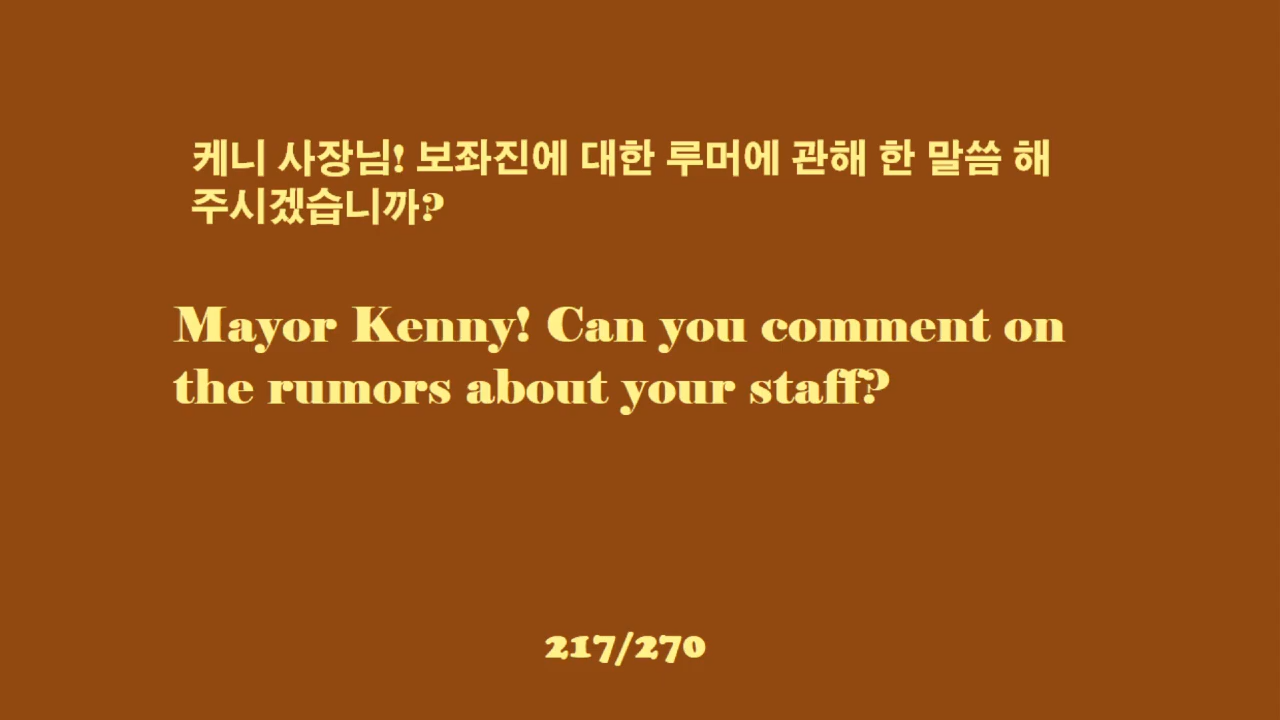 케니 사장님! 보좌진에 대한 루머에 관해 한 말씀 해
주시겠습니까?
Mayor Kenny! Can you comment on
the rumors about your staff?
217/270